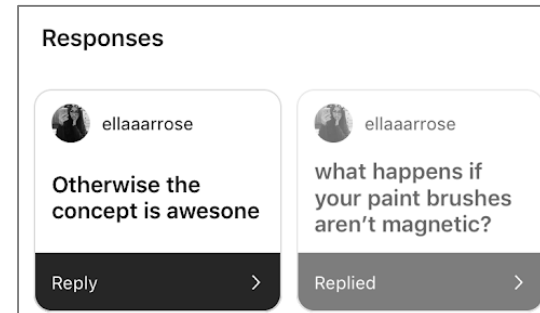 Responses
ellaaarrose
Otherwise the
concept is awesone
Reply
ellaaarrose
what happens if
your paint brushes
aren't magnetic?
Replied